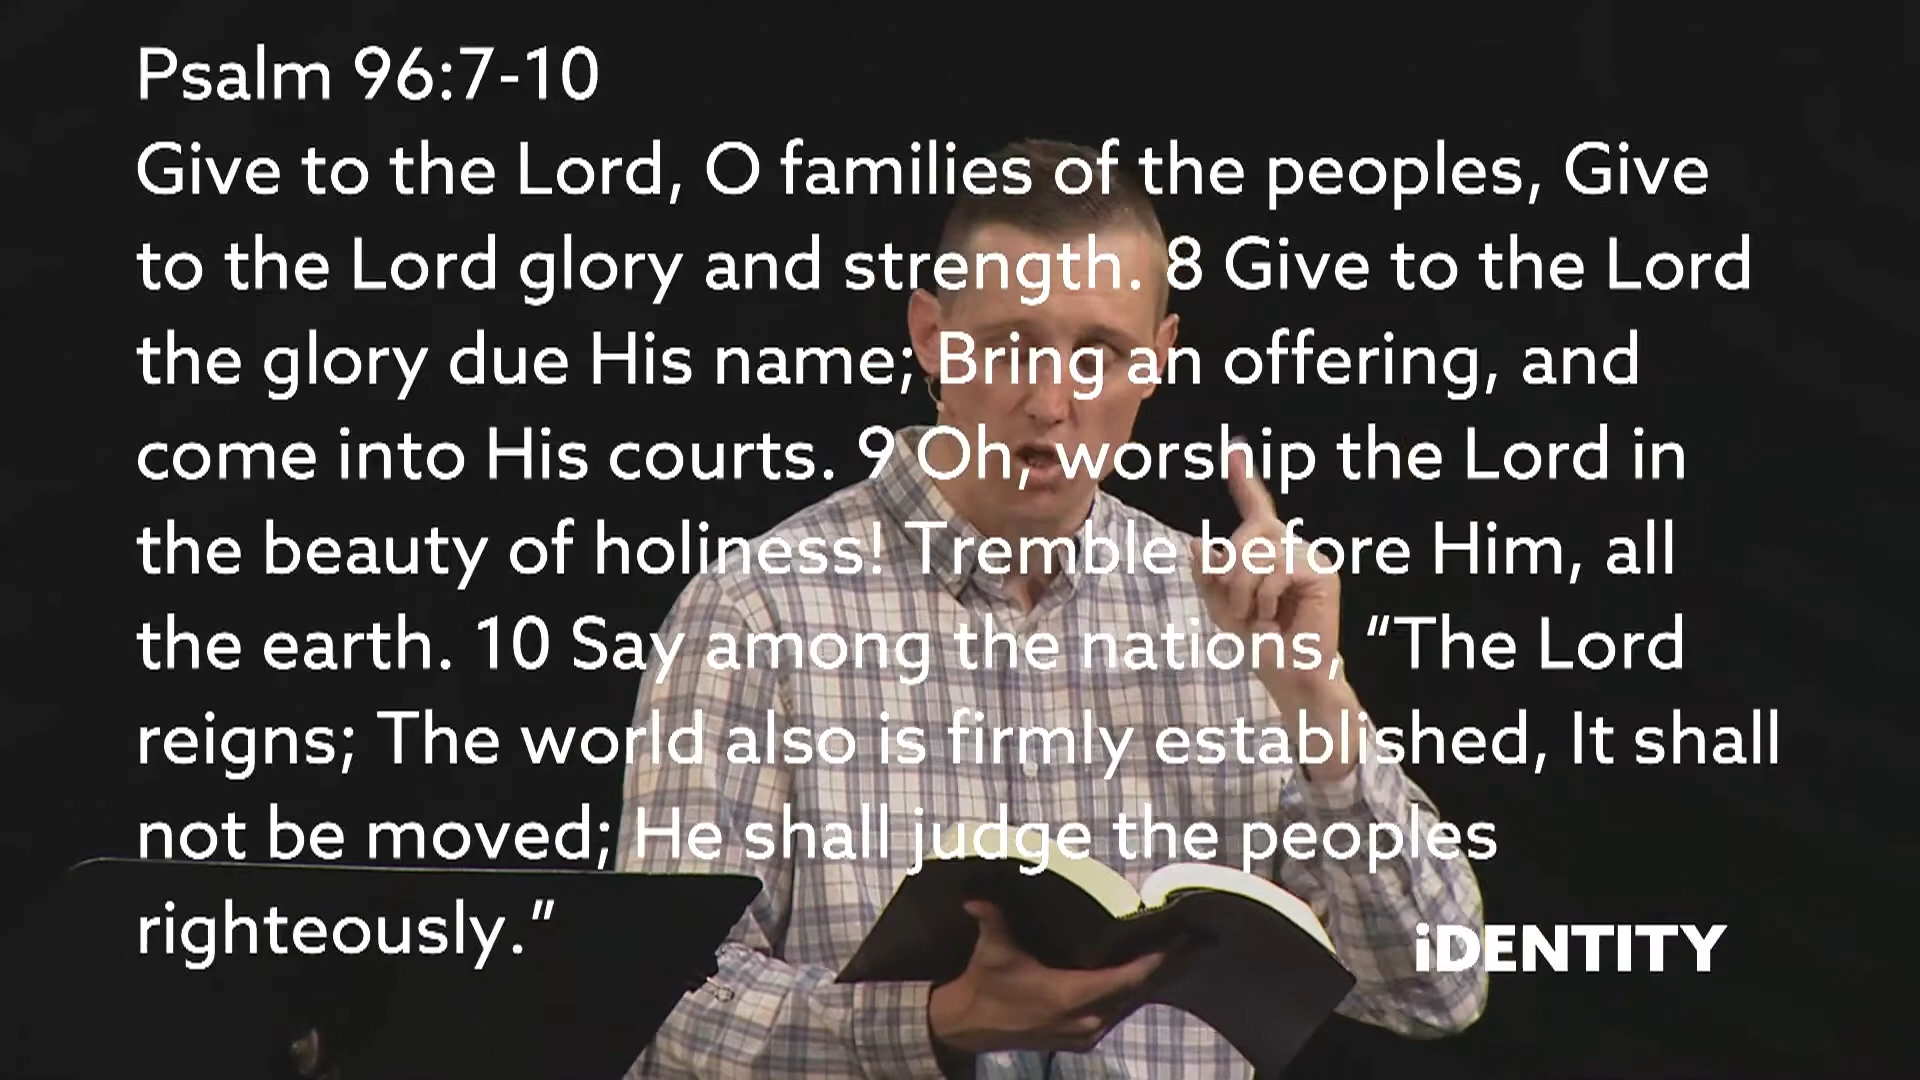 Psalm 96:7-10
Give to the Lord, O families of the peoples, Give
to the Lord glory and strength. 8 Give to the Lord
the glory due His name; Bring an offering, and
come into His courts. 9 Oh, worship the Lord in
the beauty of holiness! Tremble before Him, all
the earth. 10 Say among the nations, “The Lord
reigns; The world also is firmly established, It shall
not be moved; He shall judge the peoples
righteously.”
iDENTITY